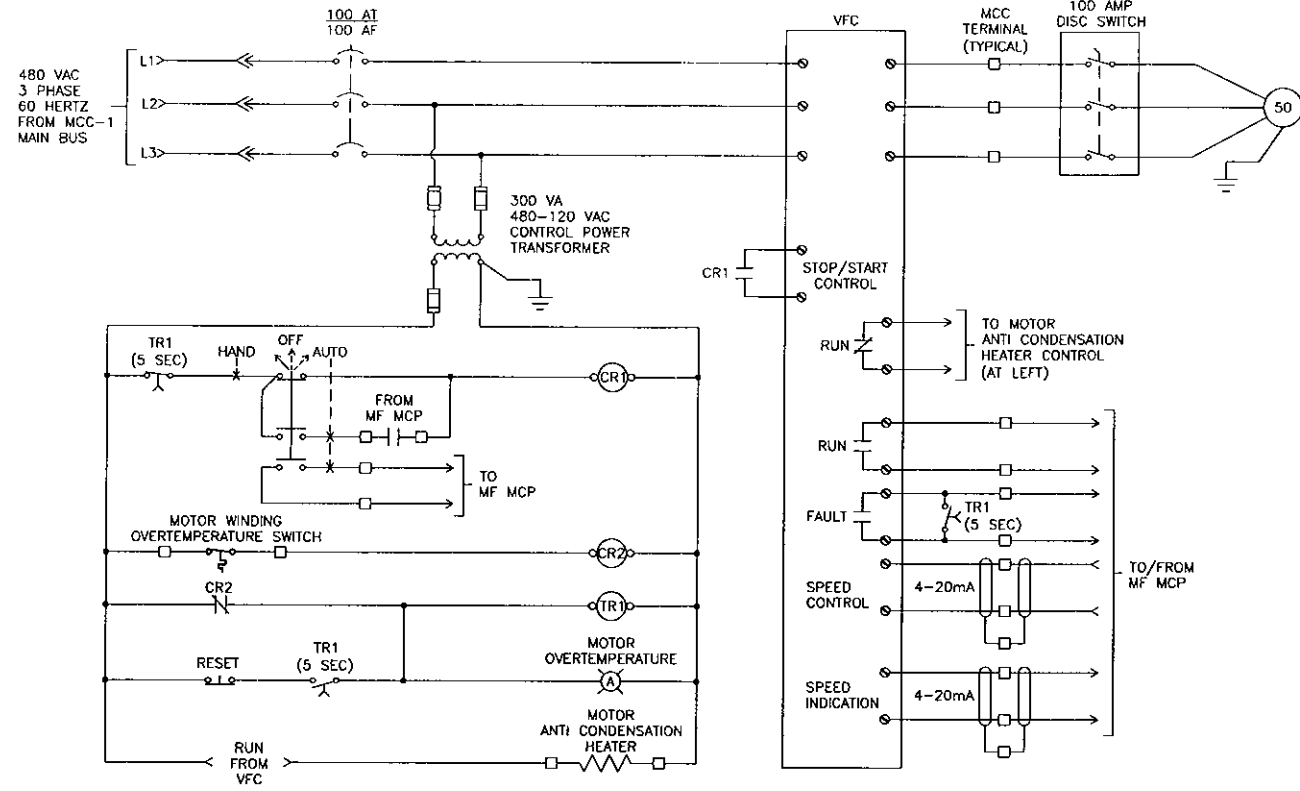 100 AT
100 AF
480 VAC
3 PHASE
60 HERTZ
FROM MCC-1
MAIN BUS
L1
L2
L3
VFC
MCC
TERMINAL
(TYPICAL)
100 AMP
DISC SWITCH
50
300 VA
480-120 VAC
CONTROL POWER
TRANSFORMER
CR1
STOP/START
CONTROL
TR1
(5 SEC)
HAND
OFF
AUTO
CR1
FROM
MF MCP
TO
MF MCP
RUN
TO MOTOR
ANTI CONDENSATION
HEATER CONTROL
(AT LEFT)
RUN
FAULT
TR1
(5 SEC)
MOTOR WINDING
OVERTEMPERATURE SWITCH
CR2
CR2
TR1
SPEED
CONTROL
4-20mA
TO/FROM
MF MCP
RESET
TR1
(5 SEC)
MOTOR
OVERTEMPERATURE
A
SPEED
INDICATION
4-20mA
MOTOR
ANTI CONDENSATION
HEATER
RUN
FROM
VFC